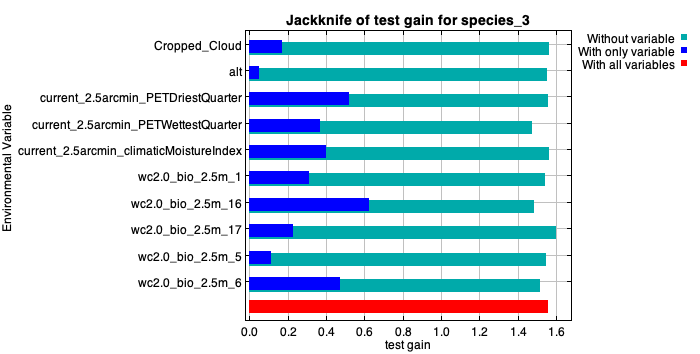 Jackknife of test gain for species_3
Without variable
With only variable
With all variables
Environmental Variable
Cropped_Cloud
alt
current_2.5arcmin_PETDriestQuarter
current_2.5arcmin_PETWettestQuarter
current_2.5arcmin_climaticMoistureIndex
wc2.0_bio_2.5m_1
wc2.0_bio_2.5m_16
wc2.0_bio_2.5m_17
wc2.0_bio_2.5m_5
wc2.0_bio_2.5m_6
0.0 0.2 0.4 0.6 0.8 1.0 1.2 1.4 1.6
test gain